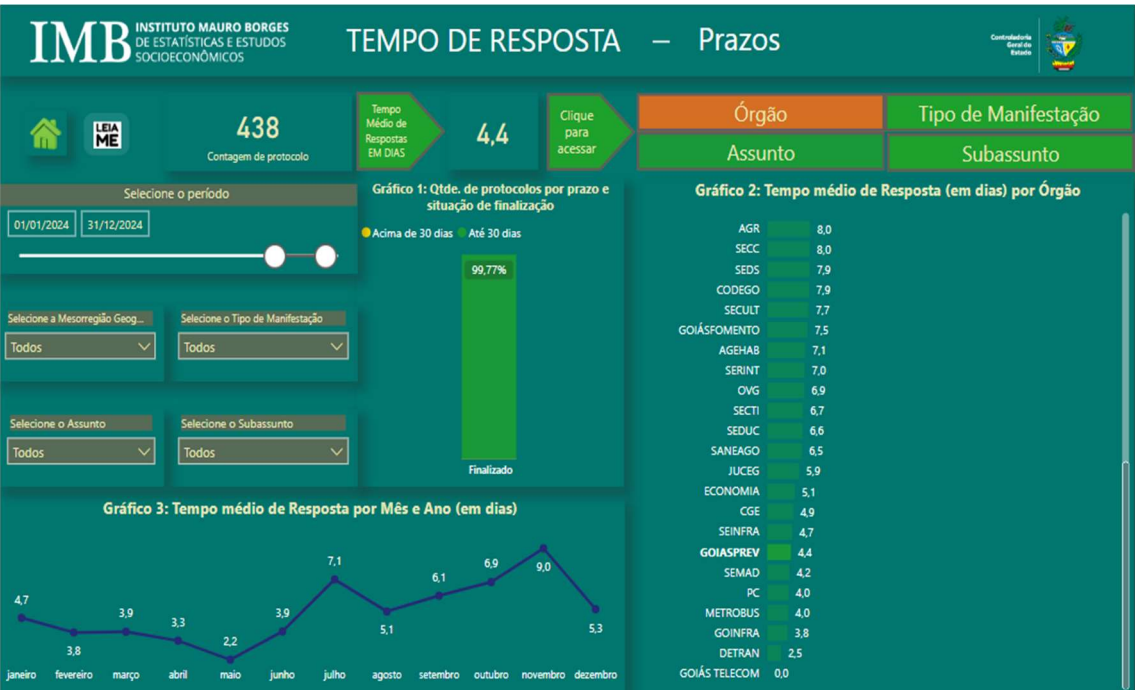 IMB INSTITUTO MAURO BORGES
DE ESTATÍSTICAS E ESTUDOS
SOCIOECONÔMICOS
TEMPO DE RESPOSTA – Prazos
Controladoria
Geral do
Estado
LEIA
ME
438
Contagem de protocolo
Tempo
Médio de
Respostas
EM DIAS
4,4
Clique
para
acessar
Órgão
Tipo de Manifestação
Assunto
Subassunto
Selecione o período
01/01/2024 31/12/2024
Selecione a Mesorregião Geog...
Todos
Selecione o Tipo de Manifestação
Todos
Selecione o Assunto
Todos
Selecione o Subassunto
Todos
Gráfico 1: Qtde. de protocolos por prazo e
situação de finalização
Acima de 30 dias Até 30 dias
99,77%
Finalizado
Gráfico 2: Tempo médio de Resposta (em dias) por Órgão
AGR 8,0
SECC 8,0
SEDS 7,9
CODEGO 7,9
SECULT 7,7
GOIÁSFOMENTO 7,5
AGEHAB 7,1
SERINT 7,0
OVG 6,9
SECTI 6,7
SEDUC 6,6
SANEAGO 6,5
JUCEG 5,9
ECONOMIA 5,1
CGE 4,9
SEINFRA 4,7
GOIASPREV 4,4
SEMAD 4,2
PC 4,0
METROBUS 4,0
GOINFRA 3,8
DETRAN 2,5
GOIÁS TELECOM 0,0
Gráfico 3: Tempo médio de Resposta por Mês e Ano (em dias)
4,7 3,8 3,9 3,3 2,2 3,9 7,1 5,1 6,1 6,9 9,0 5,3
janeiro fevereiro março abril maio junho julho agosto setembro outubro novembro dezembro